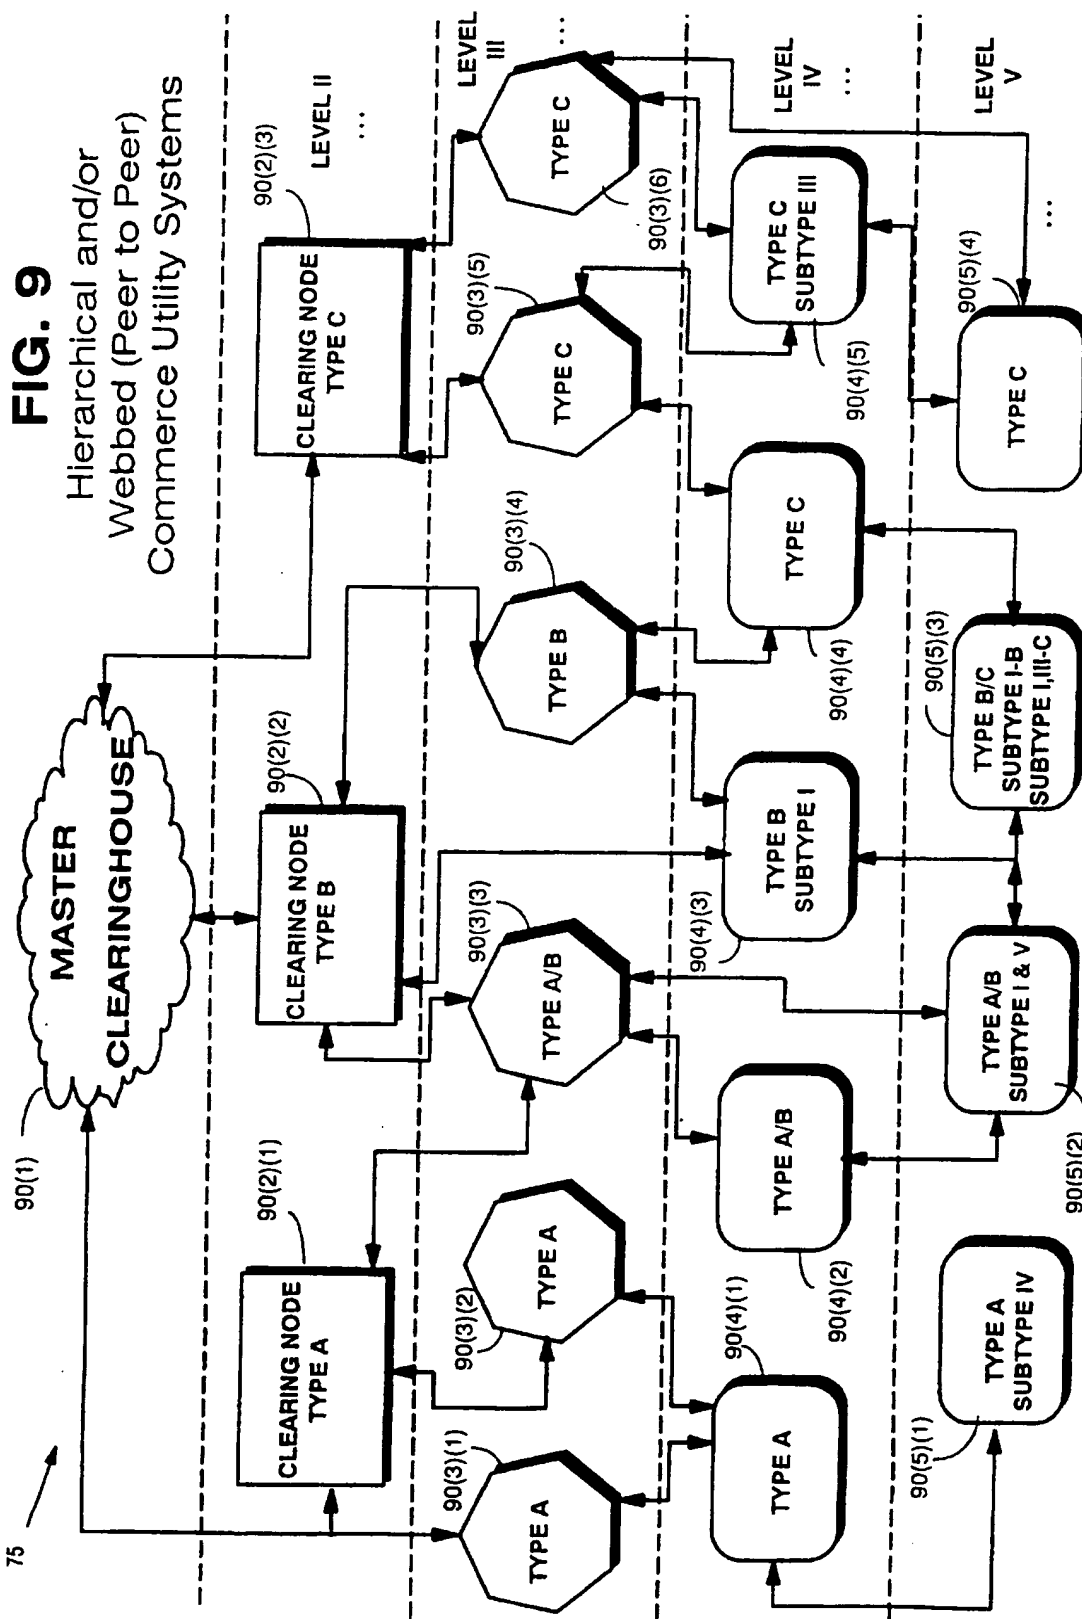 FIG. 9
Hierarchical and/or
Webbed (Peer to Peer)
Commerce Utility Systems
75
90(1)
MASTER
CLEARINGHOUSE
90(2)(1)
CLEARING NODE
TYPE A
90(2)(2)
CLEARING NODE
TYPE B
90(2)(3)
CLEARING NODE
TYPE C
LEVEL II
...
90(3)(1)
TYPE A
90(3)(2)
TYPE A
90(3)(3)
TYPE A/B
90(3)(4)
TYPE B
90(3)(5)
TYPE C
90(3)(6)
TYPE C
LEVEL
III
...
90(4)(1)
TYPE A
90(4)(2)
TYPE A/B
90(4)(3)
TYPE B
SUBTYPE I
90(4)(4)
TYPE C
90(4)(5)
TYPE C
SUBTYPE III
LEVEL
IV
...
90(5)(1)
TYPE A
SUBTYPE IV
90(5)(2)
TYPE A/B
SUBTYPE I & V
90(5)(3)
TYPE B/C
SUBTYPE I-B
SUBTYPE I,III-C
90(5)(4)
TYPE C
LEVEL
V
...